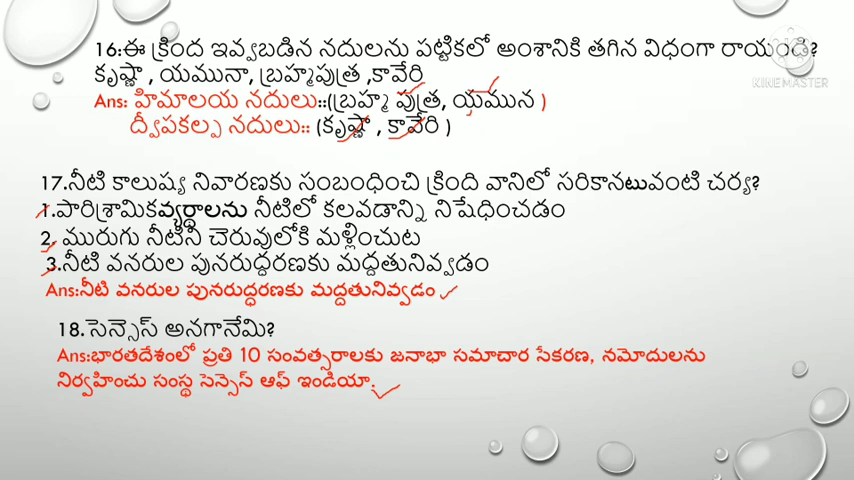 16:ఈ క్రింద ఇవ్వబడిన నదులను పట్టికలో అంశానికి తగిన విధంగా రాయండి?
KINEMASTER
కృష్ణా , యమునా, బ్రహ్మపుత్ర ,కావేరి
Ans: హిమాలయ నదులు::(బ్రహ్మ పుత్ర, యమున )
ద్వీపకల్ప నదులు:: (కృష్ణా , కావేరి )
17.నీటి కాలుష్య నివారణకు సంబంధించి క్రింది వానిలో సరికానటువంటి చర్య?
1.పారిశ్రామికవ్యర్థాలను నీటిలో కలవడాన్ని నిషేధించడం
2. మురుగు నీటిని చెరువులోకి మళ్లించుట
3.నీటి వనరుల పునరుద్దరణకు మద్దతునివ్వడం
Ans:నీటి వనరుల పునరుద్ధరణకు మద్దతునివ్వడం
18.సెన్సెస్ అనగానేమి?
Ans:భారతదేశంలో ప్రతి 10 సంవత్సరాలకు జనాభా సమాచార సేకరణ, నమోదులను
నిర్వహించు సంస్థ సెన్సెస్ ఆఫ్ ఇండియా.